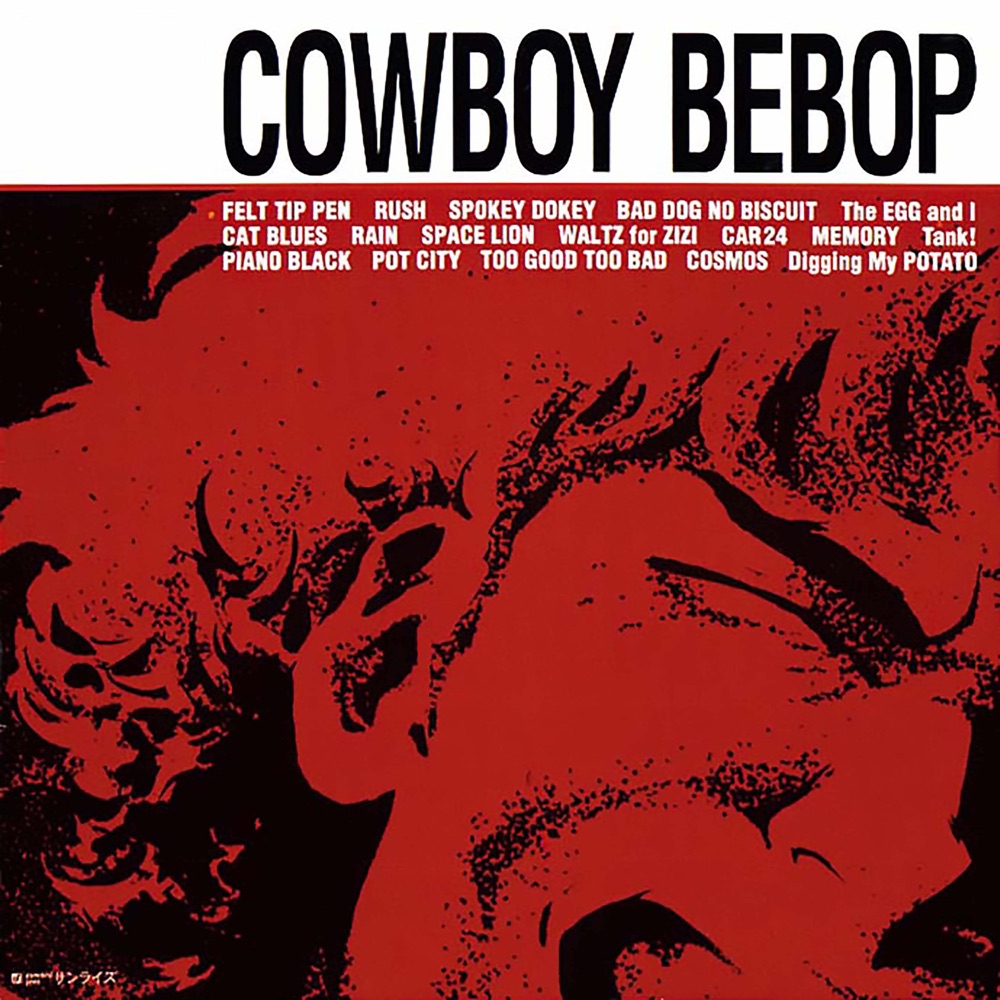 COWBOY BEBOP
FELT TIP PEN RUSH SPOKEY DOKEY BAD DOG NO BISCUIT The EGG and I
CAT BLUES RAIN SPACE LION WALTZ for ZIZI CAR24 MEMORY Tank!
PIANO BLACK POT CITY TOO GOOD TOO BAD COSMOS Digging My POTATO
サンライズ